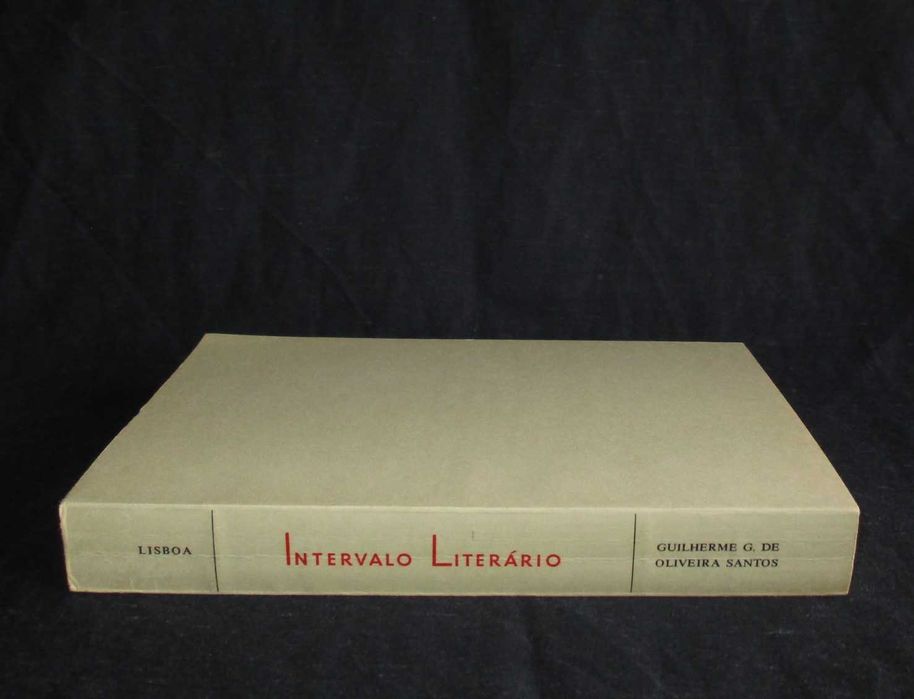 LISBOA
INTERVALO LITERÁRIO
GUILHERME G. DE
OLIVEIRA SANTOS